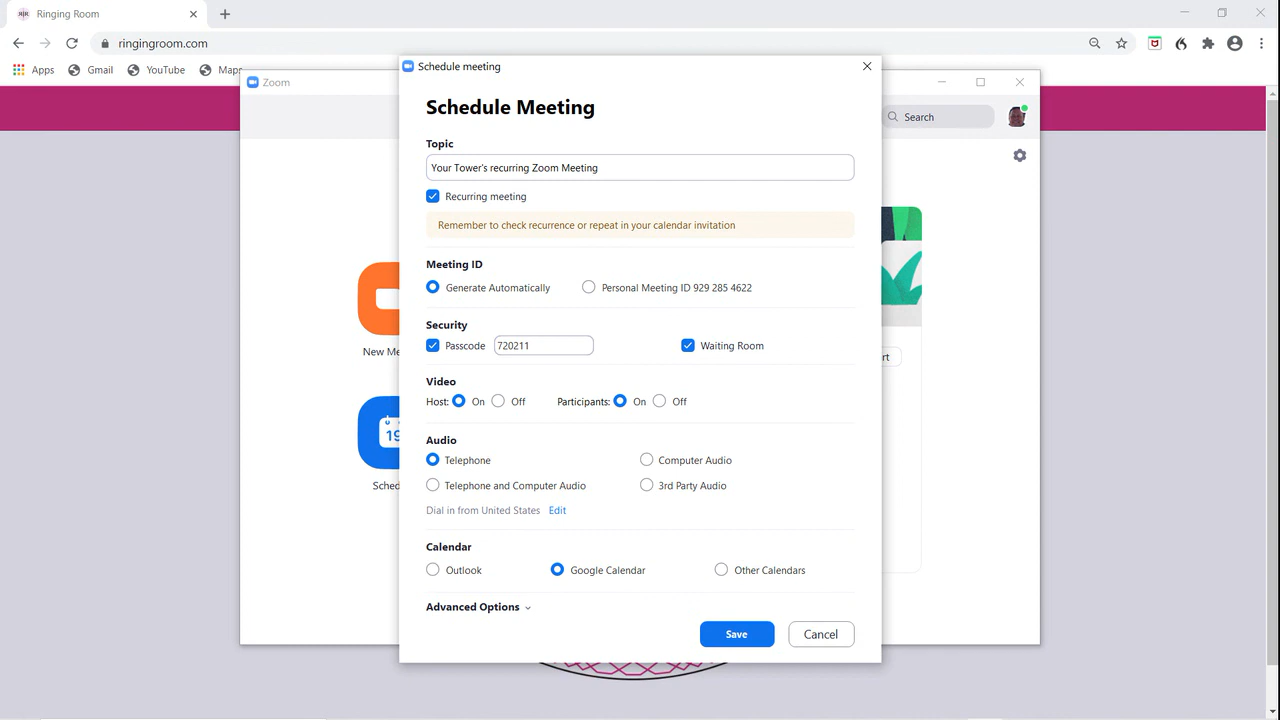 Ringing Room
ringingroom.com
Apps Gmail YouTube Maps
Zoom
Schedule meeting
Search
Schedule Meeting
Topic
Your Tower's recurring Zoom Meeting
Recurring meeting
Remember to check recurrence or repeat in your calendar invitation
Meeting ID
Generate Automatically Personal Meeting ID 929 285 4622
Security
Passcode 720211 Waiting Room
New Me
Video
Host: On Off Participants: On Off
Audio
19
Telephone Computer Audio
Telephone and Computer Audio 3rd Party Audio
Sched
Dial in from United States Edit
Calendar
Outlook Google Calendar Other Calendars
Advanced Options
Save Cancel